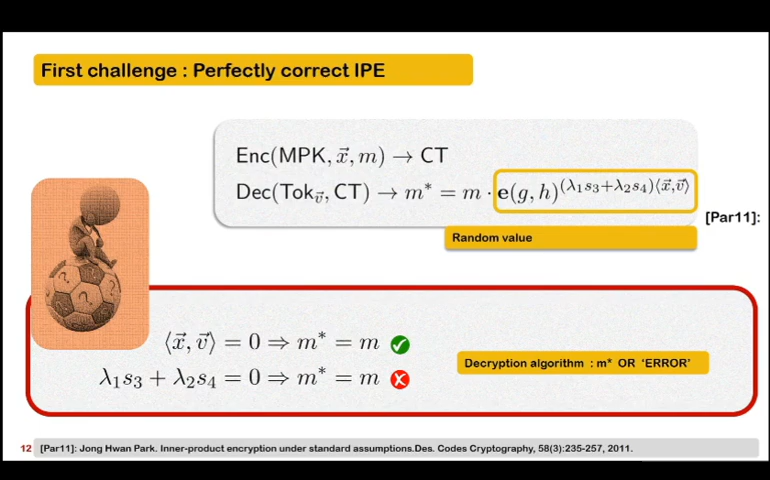 First challenge : Perfectly correct IPE
Enc(MPK, x⃗, m) → CT
Dec(Tok_v⃗, CT) → m* = m · e(g, h)^(λ₁s₃+λ₂s₄)⟨x⃗,v⃗⟩
[Par11]:
Random value
⟨x⃗, v⃗⟩ = 0 ⇒ m* = m
Decryption algorithm : m* OR 'ERROR'
λ₁s₃ + λ₂s₄ = 0 ⇒ m* = m
12 [Par11]: Jong Hwan Park. Inner-product encryption under standard assumptions.Des. Codes Cryptography, 58(3):235-257, 2011.